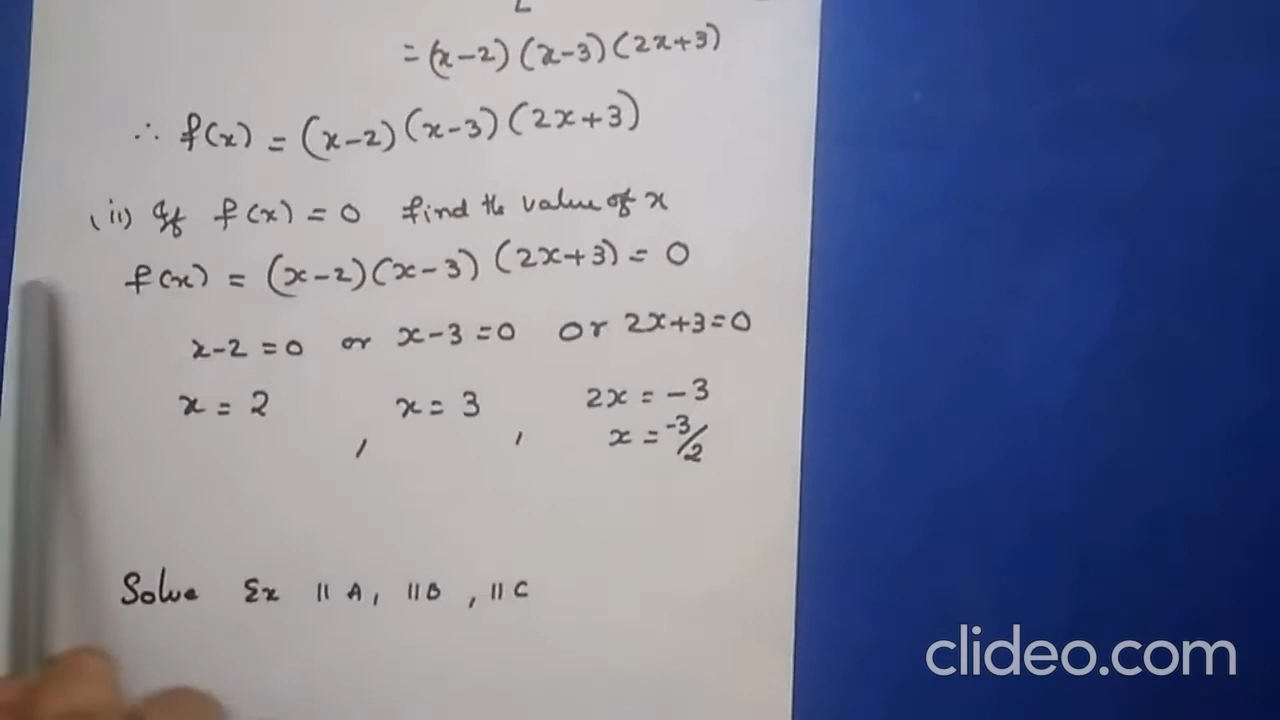 = (x-2) (x-3) (2x+3)
∴ f(x) = (x-2) (x-3) (2x+3)
(ii) If f(x) = 0 find the value of x
f(x) = (x-2) (x-3) (2x+3) = 0
x-2 = 0 or x-3 = 0 or 2x+3 = 0
x = 2 , x = 3 , 2x = -3
x = -3/2
Solve Ex 11 A, 11 B, 11 C
clideo.com